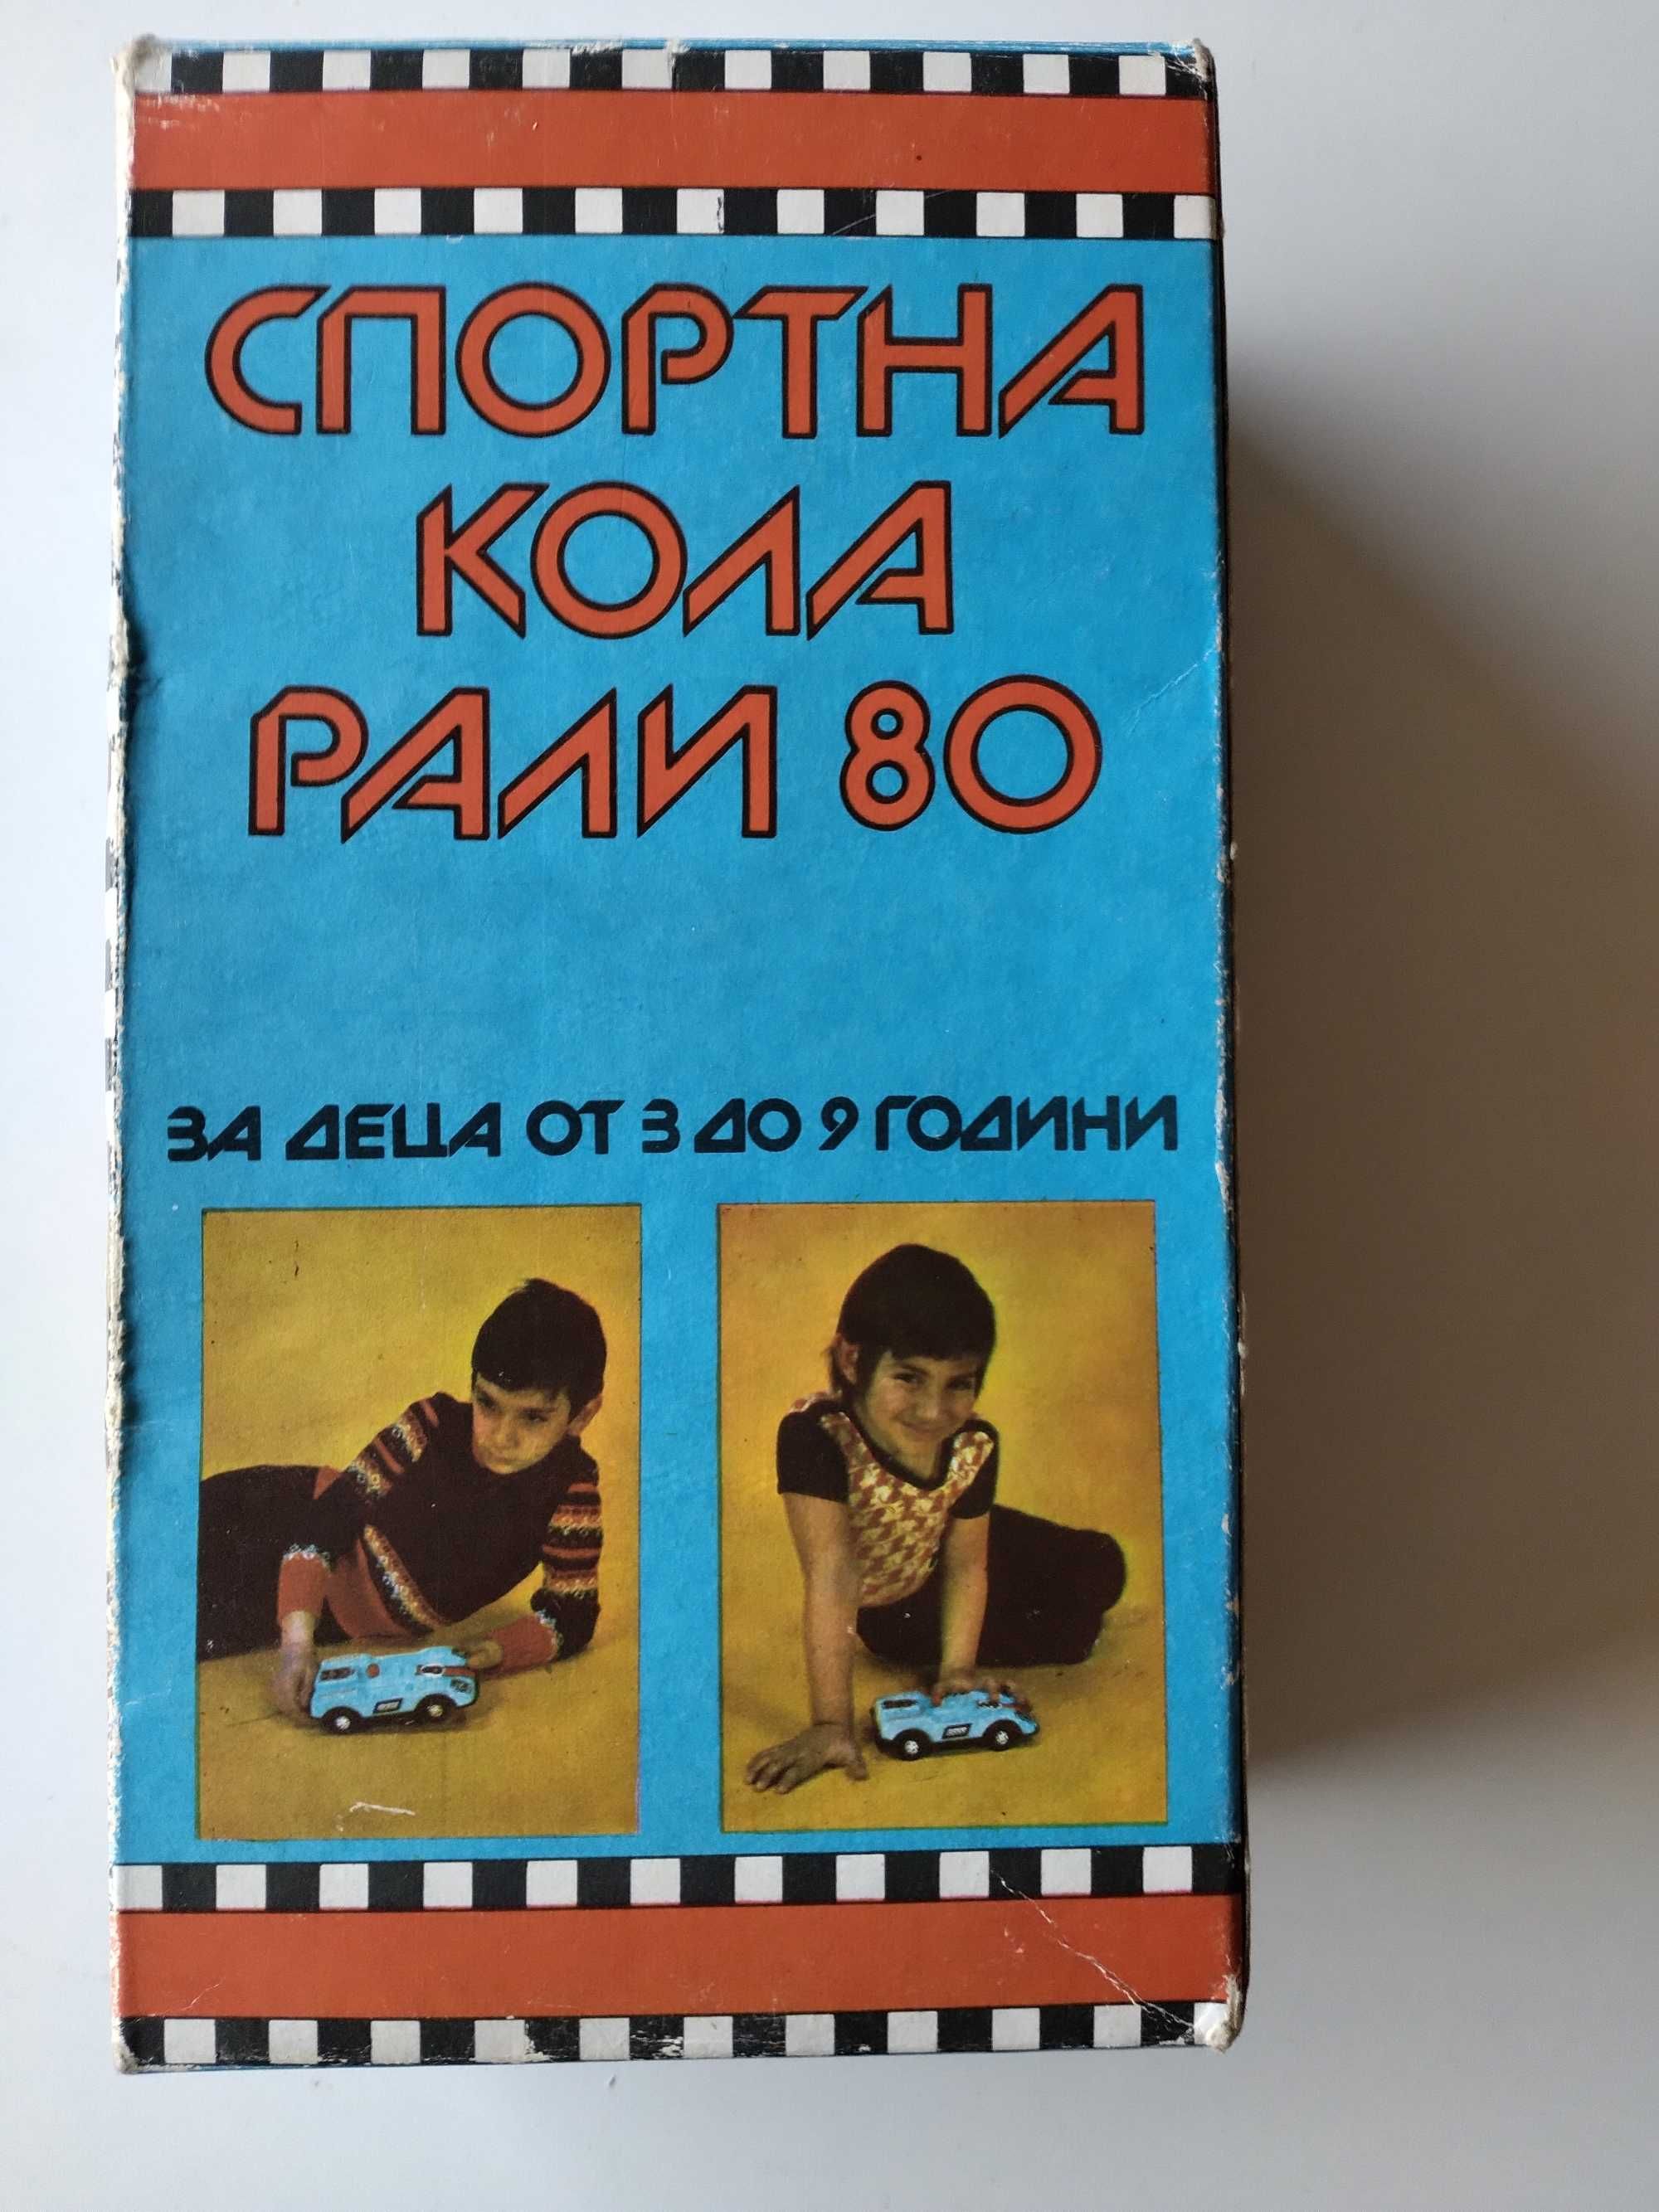 СПОРТНА
КОЛА
РАЛИ 80
ЗА ДЕЦА ОТ 3 ДО 9 ГОДИНИ